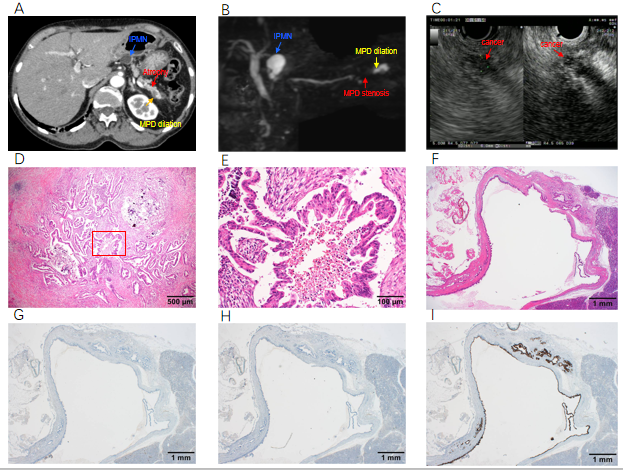 A
B
C
IPMN
Atrophy
MPD dilation
IPMN
MPD dilation
MPD stenosis
cancer
cancer
D
E
F
500 μm
100 μm
1 mm
G
H
I
1 mm
1 mm
1 mm